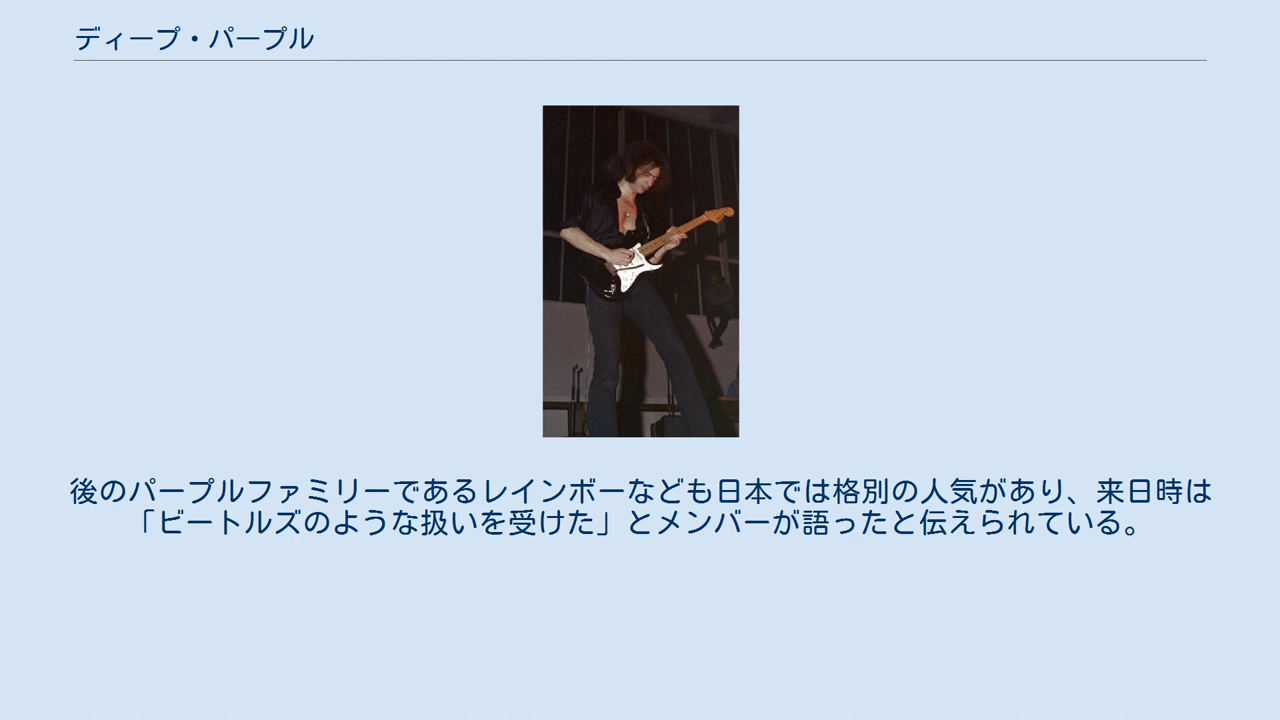 ディープ・パープル
後のパープルファミリーであるレインボーなども日本では格別の人気があり、来日時は
「ビートルズのような扱いを受けた」とメンバーが語ったと伝えられている。